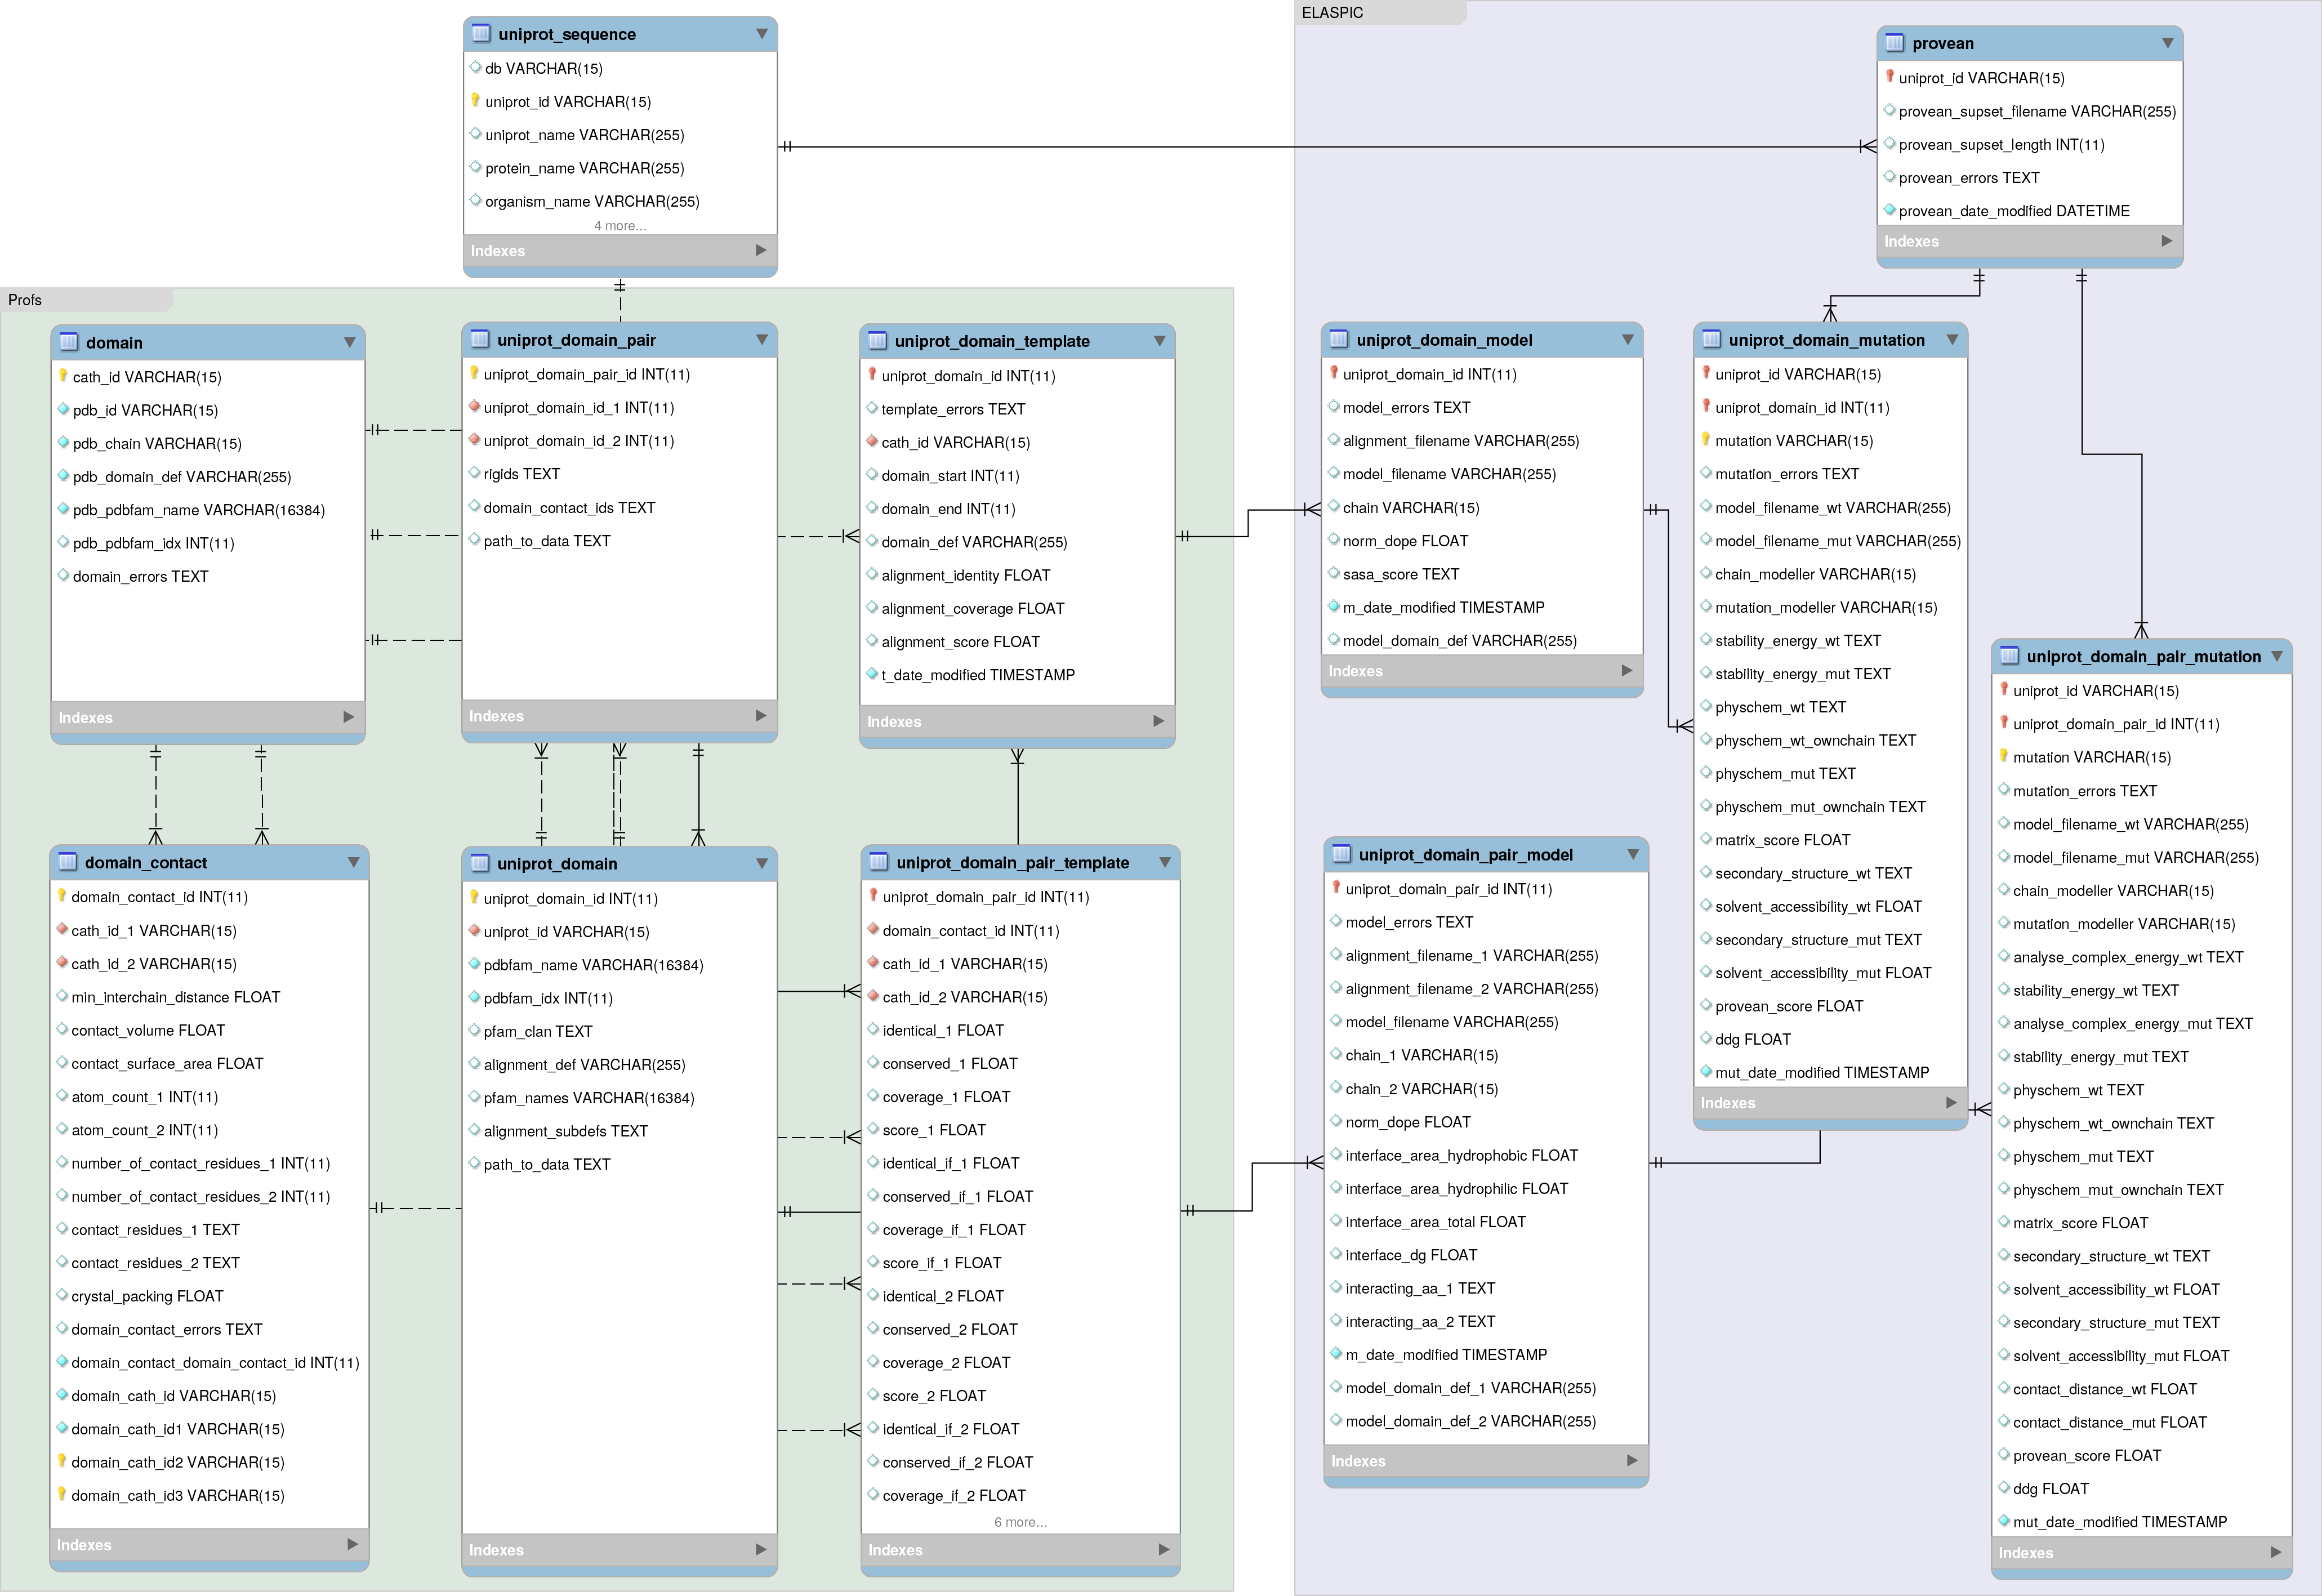 uniprot_sequence
db VARCHAR(15)
uniprot_id VARCHAR(15)
uniprot_name VARCHAR(255)
protein_name VARCHAR(255)
organism_name VARCHAR(255)
4 more...
Indexes
ELASPIC
provean
uniprot_id VARCHAR(15)
provean_supset_filename VARCHAR(255)
provean_supset_length INT(11)
provean_errors TEXT
provean_date_modified DATETIME
Indexes
Profs
domain
cath_id VARCHAR(15)
pdb_id VARCHAR(15)
pdb_chain VARCHAR(15)
pdb_domain_def VARCHAR(255)
pdb_pdbfam_name VARCHAR(16384)
pdb_pdbfam_idx INT(11)
domain_errors TEXT
Indexes
uniprot_domain_pair
uniprot_domain_pair_id INT(11)
uniprot_domain_id_1 INT(11)
uniprot_domain_id_2 INT(11)
rigids TEXT
domain_contact_ids TEXT
path_to_data TEXT
Indexes
uniprot_domain_template
uniprot_domain_id INT(11)
template_errors TEXT
cath_id VARCHAR(15)
domain_start INT(11)
domain_end INT(11)
domain_def VARCHAR(255)
alignment_identity FLOAT
alignment_coverage FLOAT
alignment_score FLOAT
t_date_modified TIMESTAMP
Indexes
uniprot_domain_model
uniprot_domain_id INT(11)
model_errors TEXT
alignment_filename VARCHAR(255)
model_filename VARCHAR(255)
chain VARCHAR(15)
norm_dope FLOAT
sasa_score TEXT
m_date_modified TIMESTAMP
model_domain_def VARCHAR(255)
Indexes
uniprot_domain_mutation
uniprot_id VARCHAR(15)
uniprot_domain_id INT(11)
mutation VARCHAR(15)
mutation_errors TEXT
model_filename_wt VARCHAR(255)
model_filename_mut VARCHAR(255)
chain_modeller VARCHAR(15)
mutation_modeller VARCHAR(15)
stability_energy_wt TEXT
stability_energy_mut TEXT
physchem_wt TEXT
physchem_wt_ownchain TEXT
physchem_mut TEXT
physchem_mut_ownchain TEXT
matrix_score FLOAT
secondary_structure_wt TEXT
solvent_accessibility_wt FLOAT
secondary_structure_mut TEXT
solvent_accessibility_mut FLOAT
provean_score FLOAT
ddg FLOAT
mut_date_modified TIMESTAMP
Indexes
uniprot_domain_pair_mutation
uniprot_id VARCHAR(15)
uniprot_domain_pair_id INT(11)
mutation VARCHAR(15)
mutation_errors TEXT
model_filename_wt VARCHAR(255)
model_filename_mut VARCHAR(255)
chain_modeller VARCHAR(15)
mutation_modeller VARCHAR(15)
analyse_complex_energy_wt TEXT
stability_energy_wt TEXT
analyse_complex_energy_mut TEXT
stability_energy_mut TEXT
physchem_wt TEXT
physchem_wt_ownchain TEXT
physchem_mut TEXT
physchem_mut_ownchain TEXT
matrix_score FLOAT
secondary_structure_wt TEXT
solvent_accessibility_wt FLOAT
secondary_structure_mut TEXT
solvent_accessibility_mut FLOAT
contact_distance_wt FLOAT
contact_distance_mut FLOAT
provean_score FLOAT
ddg FLOAT
mut_date_modified TIMESTAMP
Indexes
domain_contact
domain_contact_id INT(11)
cath_id_1 VARCHAR(15)
cath_id_2 VARCHAR(15)
min_interchain_distance FLOAT
contact_volume FLOAT
contact_surface_area FLOAT
atom_count_1 INT(11)
atom_count_2 INT(11)
number_of_contact_residues_1 INT(11)
number_of_contact_residues_2 INT(11)
contact_residues_1 TEXT
contact_residues_2 TEXT
crystal_packing FLOAT
domain_contact_errors TEXT
domain_contact_domain_contact_id INT(11)
domain_cath_id VARCHAR(15)
domain_cath_id1 VARCHAR(15)
domain_cath_id2 VARCHAR(15)
domain_cath_id3 VARCHAR(15)
Indexes
uniprot_domain
uniprot_domain_id INT(11)
uniprot_id VARCHAR(15)
pdbfam_name VARCHAR(16384)
pdbfam_idx INT(11)
pfam_clan TEXT
alignment_def VARCHAR(255)
pfam_names VARCHAR(16384)
alignment_subdefs TEXT
path_to_data TEXT
Indexes
uniprot_domain_pair_template
uniprot_domain_pair_id INT(11)
domain_contact_id INT(11)
cath_id_1 VARCHAR(15)
cath_id_2 VARCHAR(15)
identical_1 FLOAT
conserved_1 FLOAT
coverage_1 FLOAT
score_1 FLOAT
identical_if_1 FLOAT
conserved_if_1 FLOAT
coverage_if_1 FLOAT
score_if_1 FLOAT
identical_2 FLOAT
conserved_2 FLOAT
coverage_2 FLOAT
score_2 FLOAT
identical_if_2 FLOAT
conserved_if_2 FLOAT
coverage_if_2 FLOAT
6 more...
Indexes
uniprot_domain_pair_model
uniprot_domain_pair_id INT(11)
model_errors TEXT
alignment_filename_1 VARCHAR(255)
alignment_filename_2 VARCHAR(255)
model_filename VARCHAR(255)
chain_1 VARCHAR(15)
chain_2 VARCHAR(15)
norm_dope FLOAT
interface_area_hydrophobic FLOAT
interface_area_hydrophilic FLOAT
interface_area_total FLOAT
interface_dg FLOAT
interacting_aa_1 TEXT
interacting_aa_2 TEXT
m_date_modified TIMESTAMP
model_domain_def_1 VARCHAR(255)
model_domain_def_2 VARCHAR(255)
Indexes